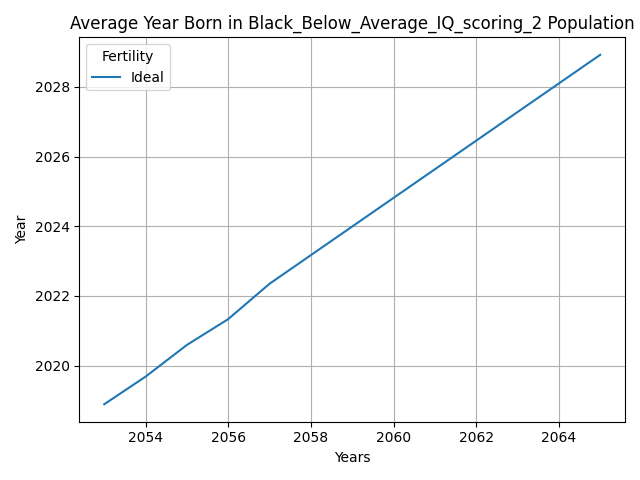 Average Year Born in Black_Below_Average_IQ_scoring_2 Population
Fertility
Ideal
2028
2026
2024
2022
2020
Year
2054 2056 2058 2060 2062 2064
Years